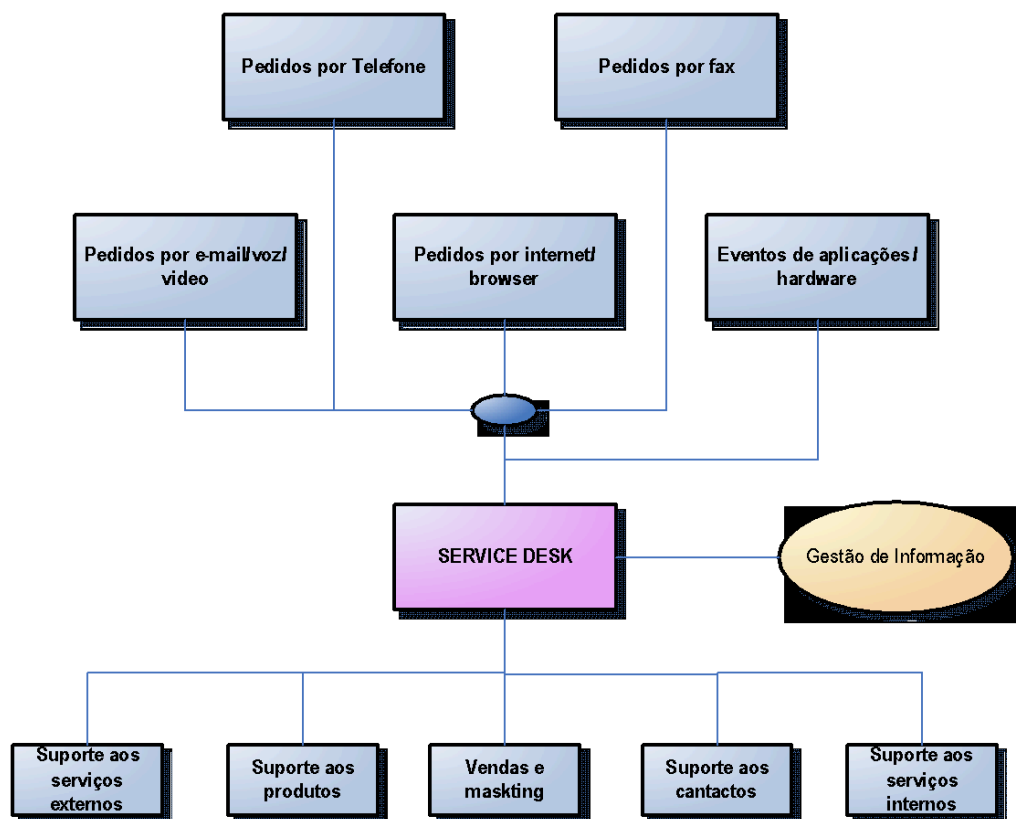 Pedidos por Telefone
Pedidos por fax
Pedidos por e-mail/voz/
video
Pedidos por internet/
browser
Eventos de aplicações/
hardware
SERVICE DESK
Gestão de Informação
Suporte aos
serviços
externos
Suporte aos
produtos
Vendas e
maskting
Suporte aos
cantactos
Suporte aos
serviços
internos